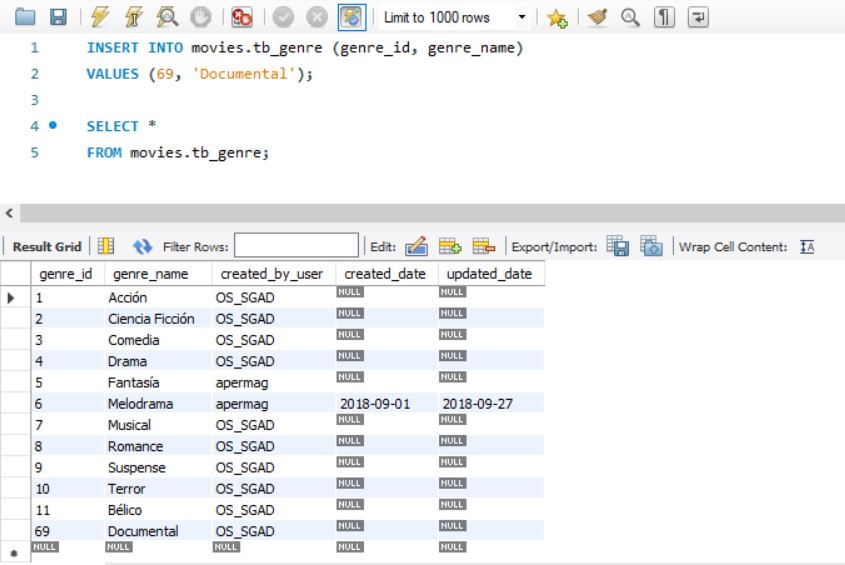 Limit to 1000 rows
1 INSERT INTO movies.tb_genre (genre_id, genre_name)
2 VALUES (69, 'Documental');
3
4 SELECT *
5 FROM movies.tb_genre;
Result Grid Filter Rows: Edit: Export/Import: Wrap Cell Content: IA
genre_id genre_name created_by_user created_date updated_date
1 Acción OS_SGAD NULL NULL
2 Ciencia Ficción OS_SGAD NULL NULL
3 Comedia OS_SGAD NULL NULL
4 Drama OS_SGAD NULL NULL
5 Fantasía apermag NULL NULL
6 Melodrama apermag 2018-09-01 2018-09-27
7 Musical OS_SGAD NULL NULL
8 Romance OS_SGAD NULL NULL
9 Suspense OS_SGAD NULL NULL
10 Terror OS_SGAD NULL NULL
11 Bélico OS_SGAD NULL NULL
69 Documental OS_SGAD NULL NULL
* NULL NULL NULL NULL NULL